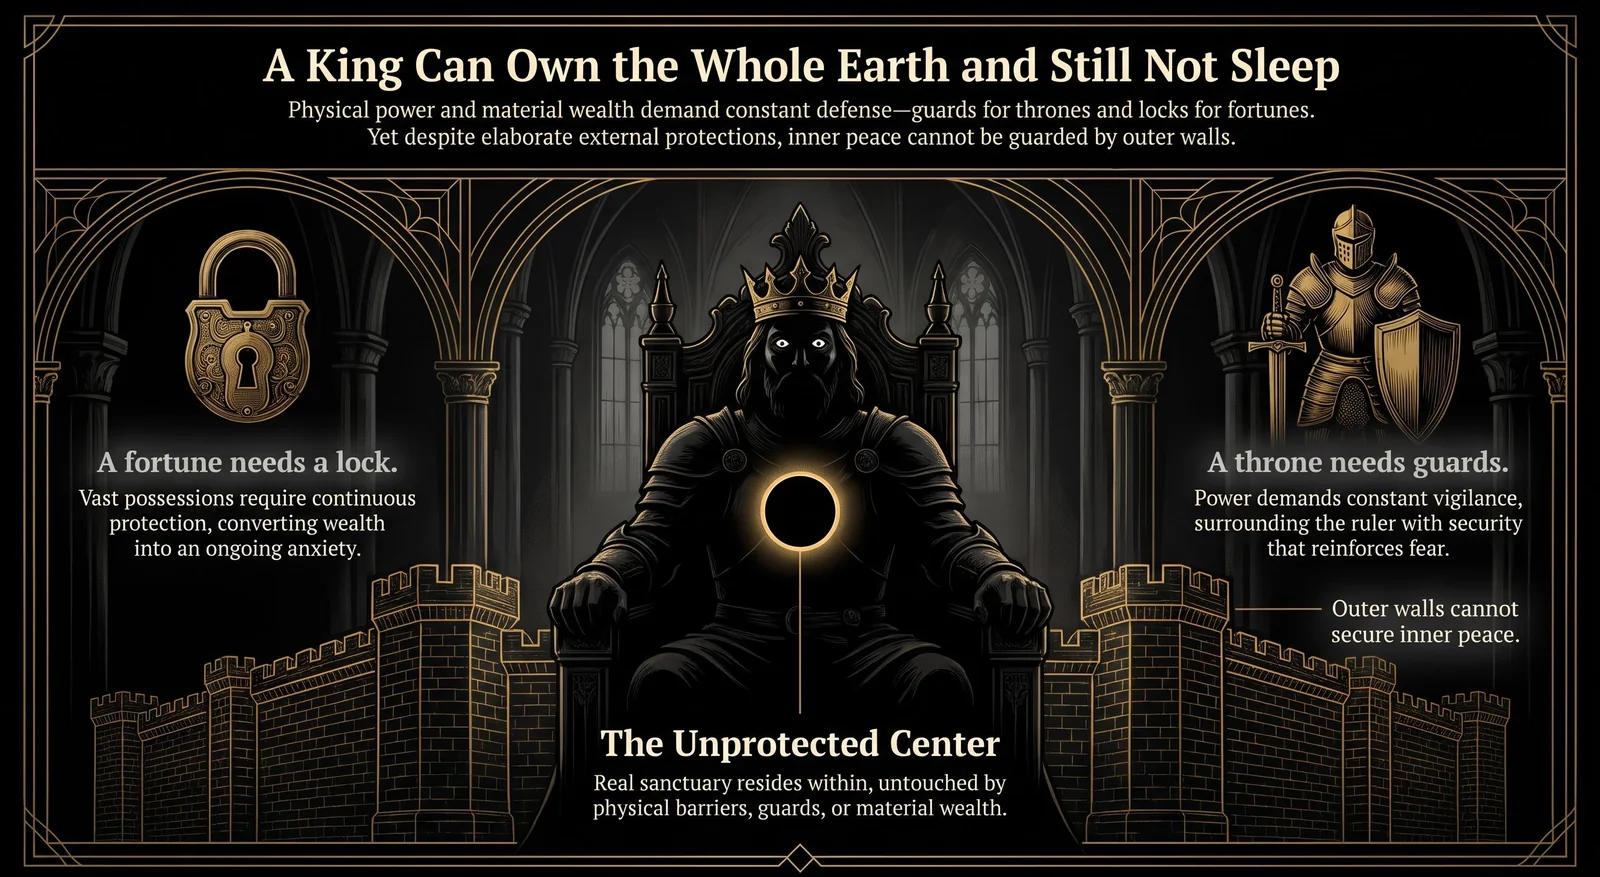 A King Can Own the Whole Earth and Still Not Sleep
Physical power and material wealth demand constant defense—guards for thrones and locks for fortunes.
Yet despite elaborate external protections, inner peace cannot be guarded by outer walls.
A fortune needs a lock.
Vast possessions require continuous
protection, converting wealth
into an ongoing anxiety.
A throne needs guards.
Power demands constant vigilance,
surrounding the ruler with security
that reinforces fear.
Outer walls cannot
secure inner peace.
The Unprotected Center
Real sanctuary resides within, untouched by
physical barriers, guards, or material wealth.